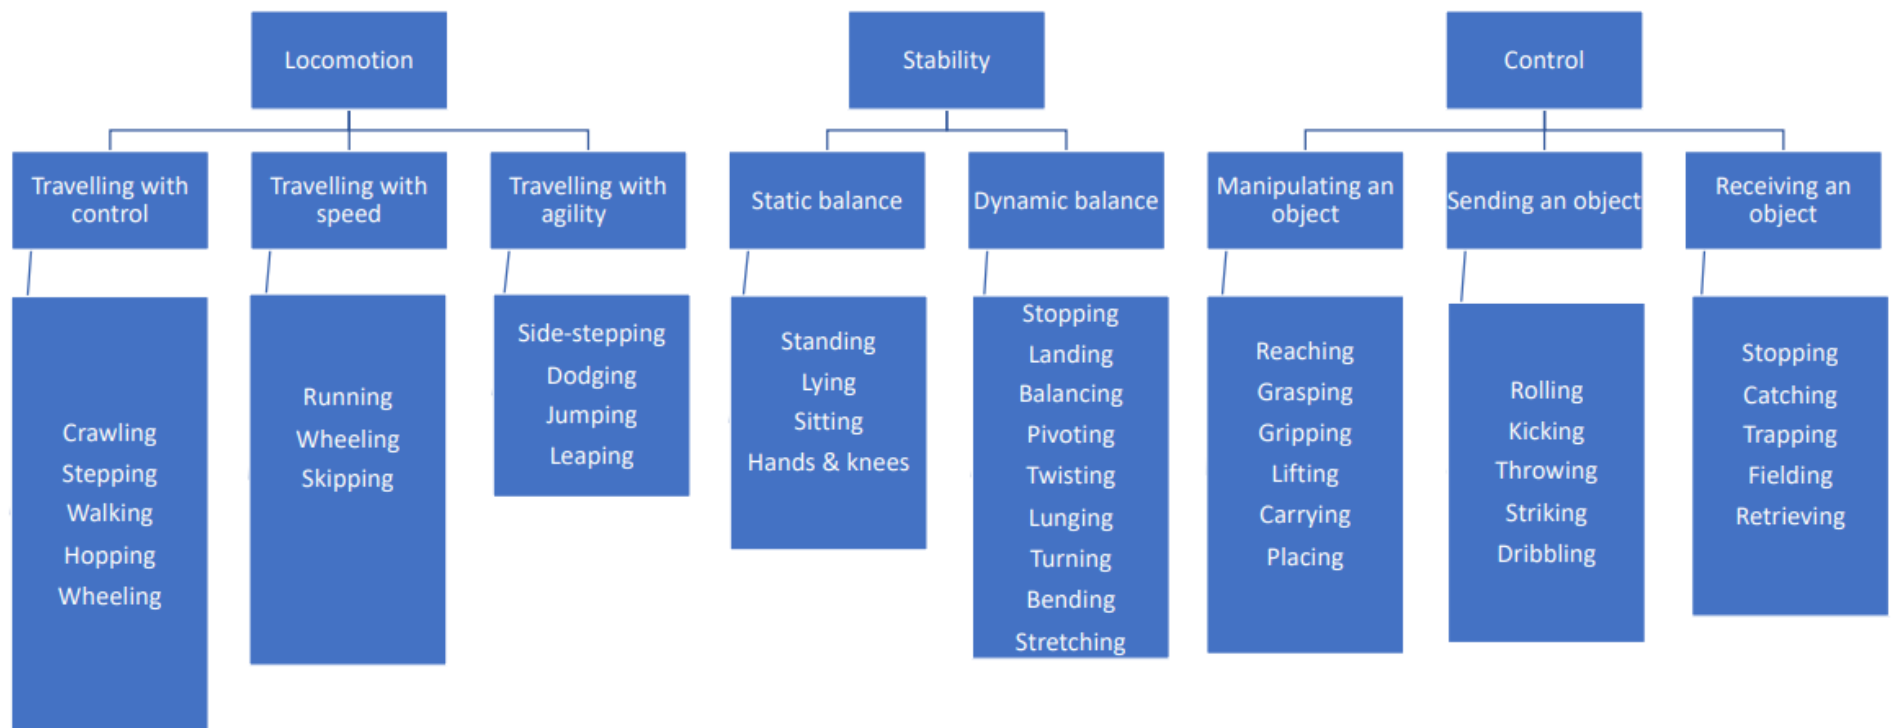 Locomotion
Stability
Control
Travelling with
control
Travelling with
speed
Travelling with
agility
Static balance
Dynamic balance
Manipulating an
object
Sending an object
Receiving an
object
Crawling
Stepping
Walking
Hopping
Wheeling
Running
Wheeling
Skipping
Side-stepping
Dodging
Jumping
Leaping
Standing
Lying
Sitting
Hands & knees
Stopping
Landing
Balancing
Pivoting
Twisting
Lunging
Turning
Bending
Stretching
Reaching
Grasping
Gripping
Lifting
Carrying
Placing
Rolling
Kicking
Throwing
Striking
Dribbling
Stopping
Catching
Trapping
Fielding
Retrieving